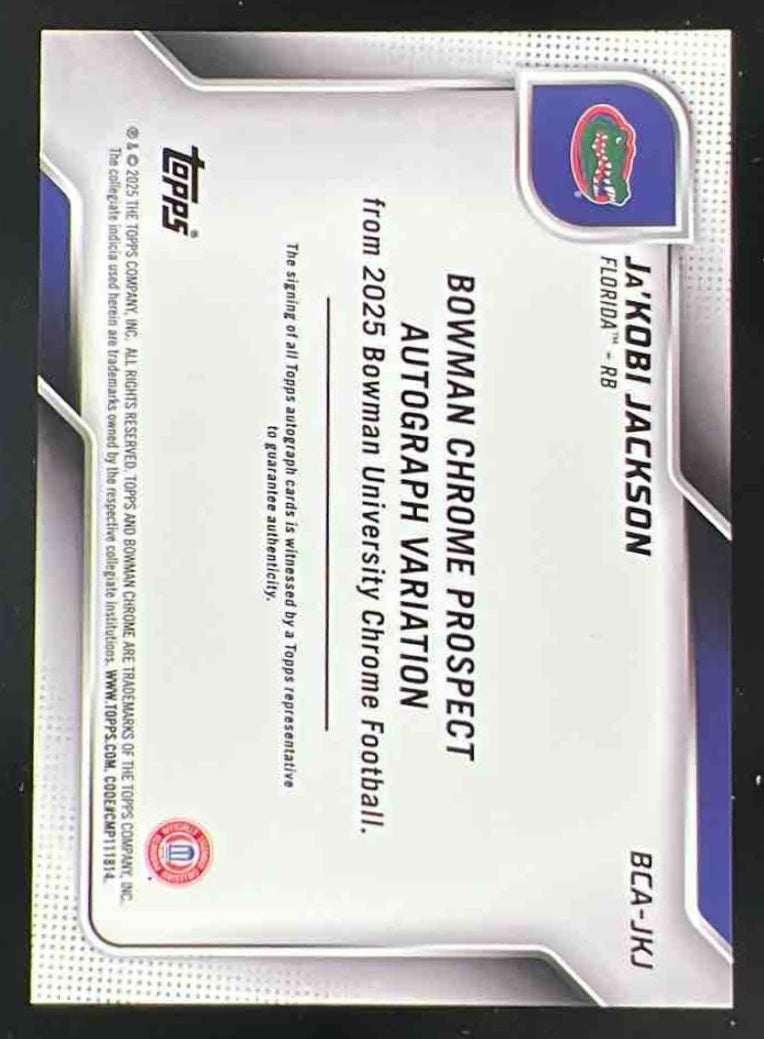 JA'KOBI JACKSON
FLORIDA™ - RB
BCA-JKJ
BOWMAN CHROME PROSPECT
AUTOGRAPH VARIATION
from 2025 Bowman University Chrome Football.
The signing of all Topps autograph cards is witnessed by a Topps representative
to guarantee authenticity.
topps®
® & © 2025 THE TOPPS COMPANY, INC. ALL RIGHTS RESERVED. TOPPS AND BOWMAN CHROME ARE TRADEMARKS OF THE TOPPS COMPANY, INC.
The collegiate indicia used herein are trademarks owned by the respective collegiate institutions. WWW.TOPPS.COM. CODE#CMP111814.